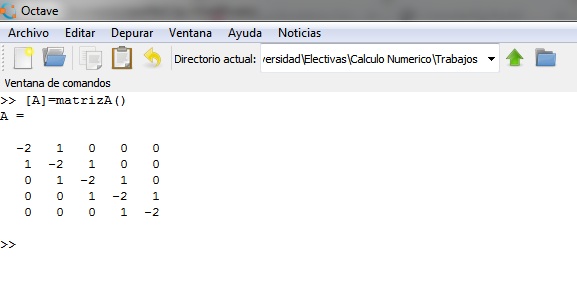 Octave
Archivo Editar Depurar Ventana Ayuda Noticias
Directorio actual: versidad\Electivas\Calculo Numerico\Trabajos
Ventana de comandos
>> [A]=matrizA()
A =
-2 1 0 0 0
1 -2 1 0 0
0 1 -2 1 0
0 0 1 -2 1
0 0 0 1 -2
>>